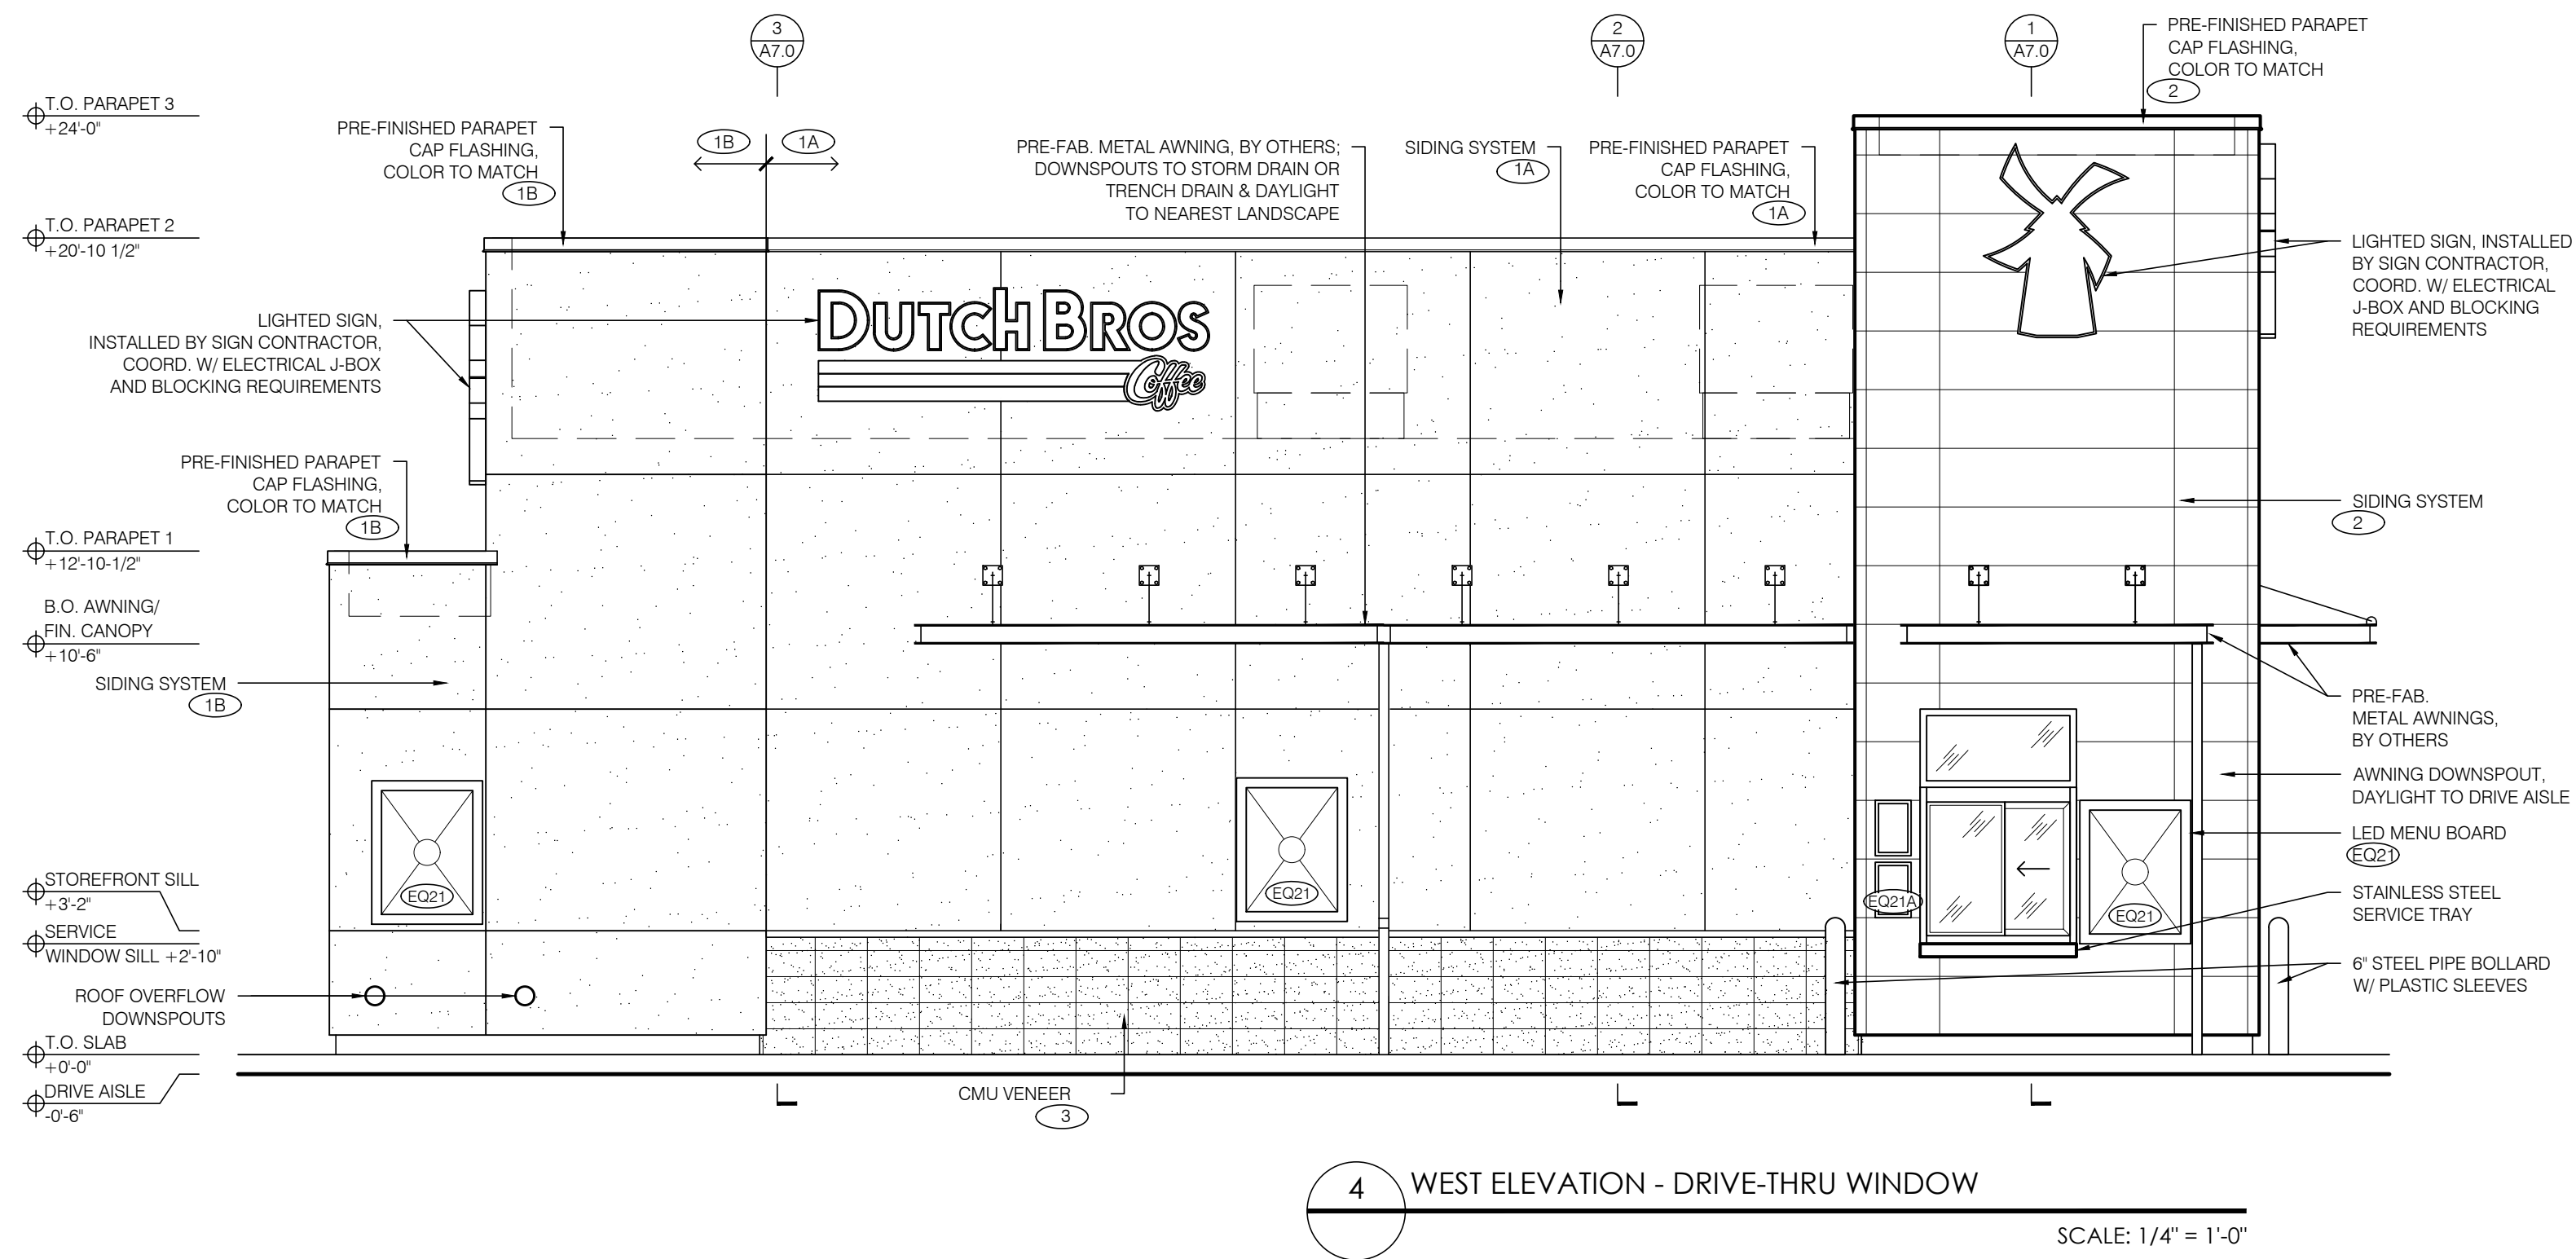 3
A7.0
2
A7.0
1
A7.0
PRE-FINISHED PARAPET
CAP FLASHING,
COLOR TO MATCH
2
T.O. PARAPET 3
+24'-0"
PRE-FINISHED PARAPET
CAP FLASHING,
COLOR TO MATCH
1B
1B
1A
PRE-FAB. METAL AWNING, BY OTHERS;
DOWNSPOUTS TO STORM DRAIN OR
TRENCH DRAIN & DAYLIGHT
TO NEAREST LANDSCAPE
SIDING SYSTEM
1A
PRE-FINISHED PARAPET
CAP FLASHING,
COLOR TO MATCH
1A
T.O. PARAPET 2
+20'-10 1/2"
LIGHTED SIGN, INSTALLED
BY SIGN CONTRACTOR,
COORD. W/ ELECTRICAL
J-BOX AND BLOCKING
REQUIREMENTS
LIGHTED SIGN,
INSTALLED BY SIGN CONTRACTOR,
COORD. W/ ELECTRICAL J-BOX
AND BLOCKING REQUIREMENTS
DUTCH BROS
Coffee
PRE-FINISHED PARAPET
CAP FLASHING,
COLOR TO MATCH
1B
SIDING SYSTEM
2
T.O. PARAPET 1
+12'-10-1/2"
B.O. AWNING/
FIN. CANOPY
+10'-6"
SIDING SYSTEM
1B
PRE-FAB.
METAL AWNINGS,
BY OTHERS
AWNING DOWNSPOUT,
DAYLIGHT TO DRIVE AISLE
LED MENU BOARD
EQ21
STOREFRONT SILL
+3'-2"
EQ21
EQ21
EQ21A
EQ21
STAINLESS STEEL
SERVICE TRAY
SERVICE
WINDOW SILL +2'-10"
6" STEEL PIPE BOLLARD
W/ PLASTIC SLEEVES
ROOF OVERFLOW
DOWNSPOUTS
T.O. SLAB
+0'-0"
DRIVE AISLE
-0'-6"
CMU VENEER
3
4
WEST ELEVATION - DRIVE-THRU WINDOW
SCALE: 1/4" = 1'-0"